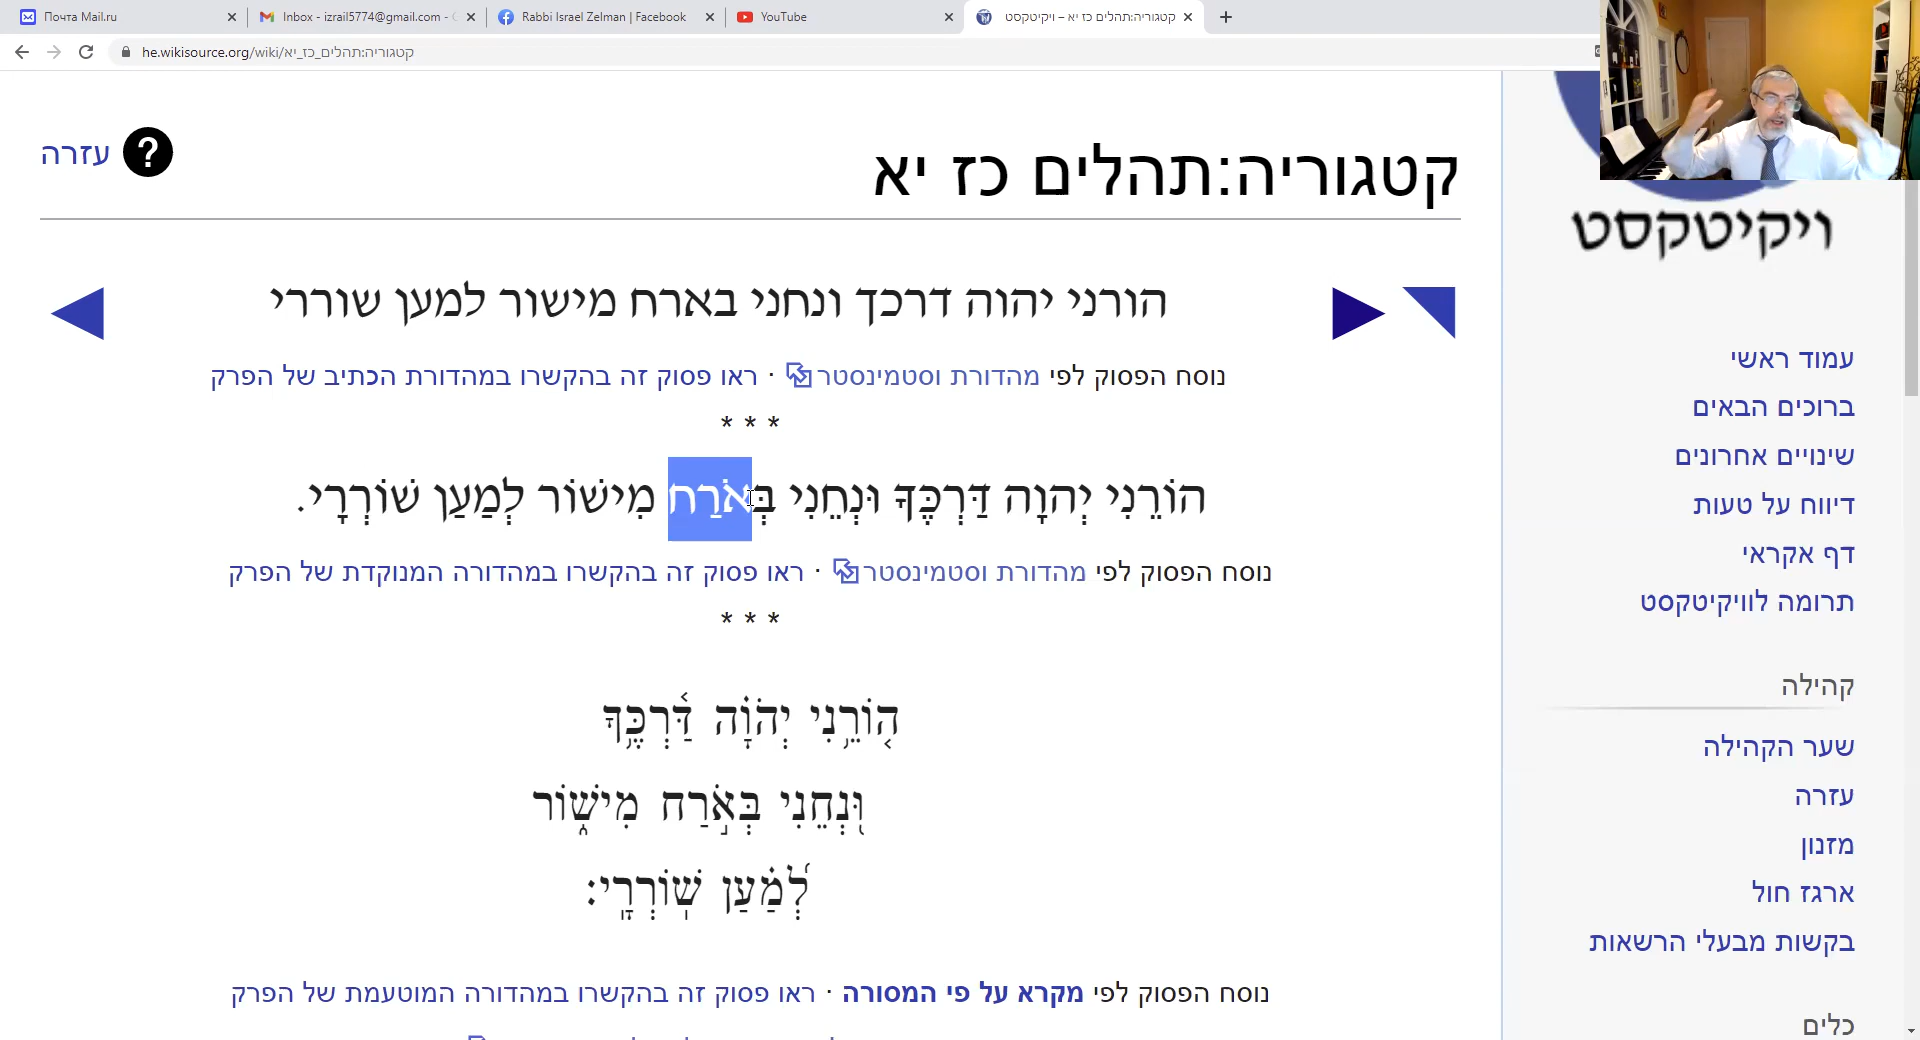 Почта Mail.ru
Inbox - izrail5774@gmail.com -
Rabbi Israel Zelman | Facebook
YouTube
קטגוריה:תהלים כז יא – ויקיטקסט
he.wikisource.org/wiki/קטגוריה:תהלים_כז_יא
עזרה
קטגוריה:תהלים כז יא
הורני יהוה דרכך ונחני בארח מישור למען שוררי
נוסח הפסוק לפי מהדורת וסטמינסטר · ראו פסוק זה בהקשרו במהדורת הכתיב של הפרק
* * *
הוֹרֵנִי יְהוָה דַּרְכֶּךָ וּנְחֵנִי בְּאֹרַח מִישׁוֹר לְמַעַן שׁוֹרְרָי.
נוסח הפסוק לפי מהדורת וסטמינסטר · ראו פסוק זה בהקשרו במהדורה המנוקדת של הפרק
* * *
ה֤וֹרֵ֥נִי יְהֹוָ֗ה דַּ֫רְכֶּ֥ךָ
וּ֭נְחֵנִי בְּאֹ֣רַח מִישׁ֑וֹר
לְ֝מַ֗עַן שֽׁוֹרְרָֽי׃
נוסח הפסוק לפי מקרא על פי המסורה · ראו פסוק זה בהקשרו במהדורה המוטעמת של הפרק
ויקיטקסט
עמוד ראשי
ברוכים הבאים
שינויים אחרונים
דיווח על טעות
דף אקראי
תרומה לוויקיטקסט
קהילה
שער הקהילה
עזרה
מזנון
ארגז חול
בקשות מבעלי הרשאות
כלים